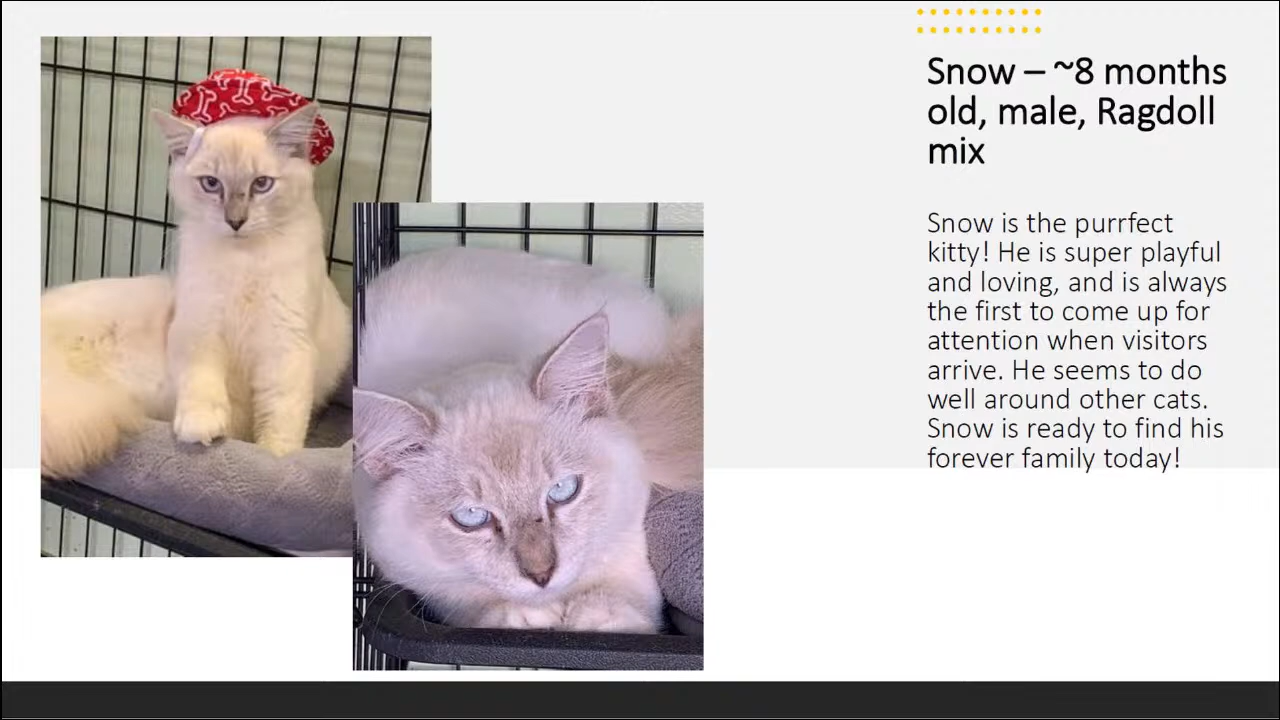 Snow – ~8 months
old, male, Ragdoll
mix
Snow is the purrfect
kitty! He is super playful
and loving, and is always
the first to come up for
attention when visitors
arrive. He seems to do
well around other cats.
Snow is ready to find his
forever family today!